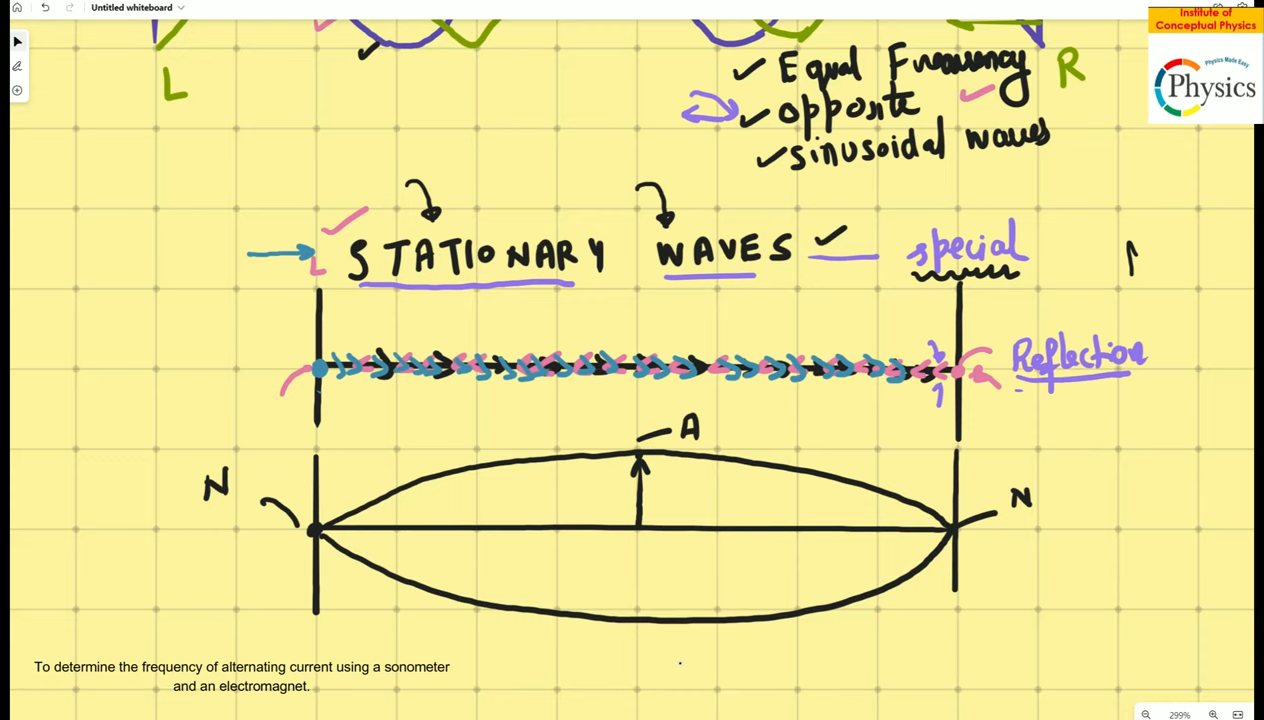 Untitled whiteboard
Institute of
Conceptual Physics
Physics Made Easy
Physics
L
R
✓ Equal Frequency
✓ opposite
✓ sinusoidal waves
STATIONARY WAVES ✓ special
L
Reflection
A
N
N
To determine the frequency of alternating current using a sonometer
and an electromagnet.
299%